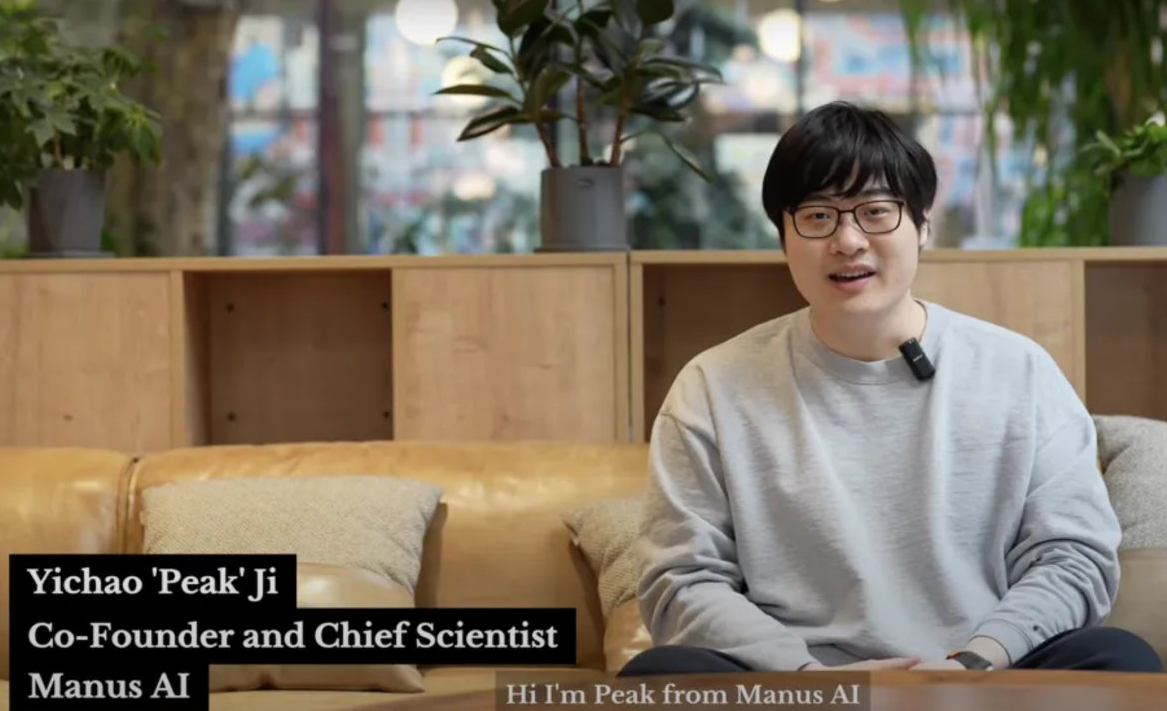 Yichao 'Peak' Ji
Co-Founder and Chief Scientist
Manus AI
Hi I'm Peak from Manus AI